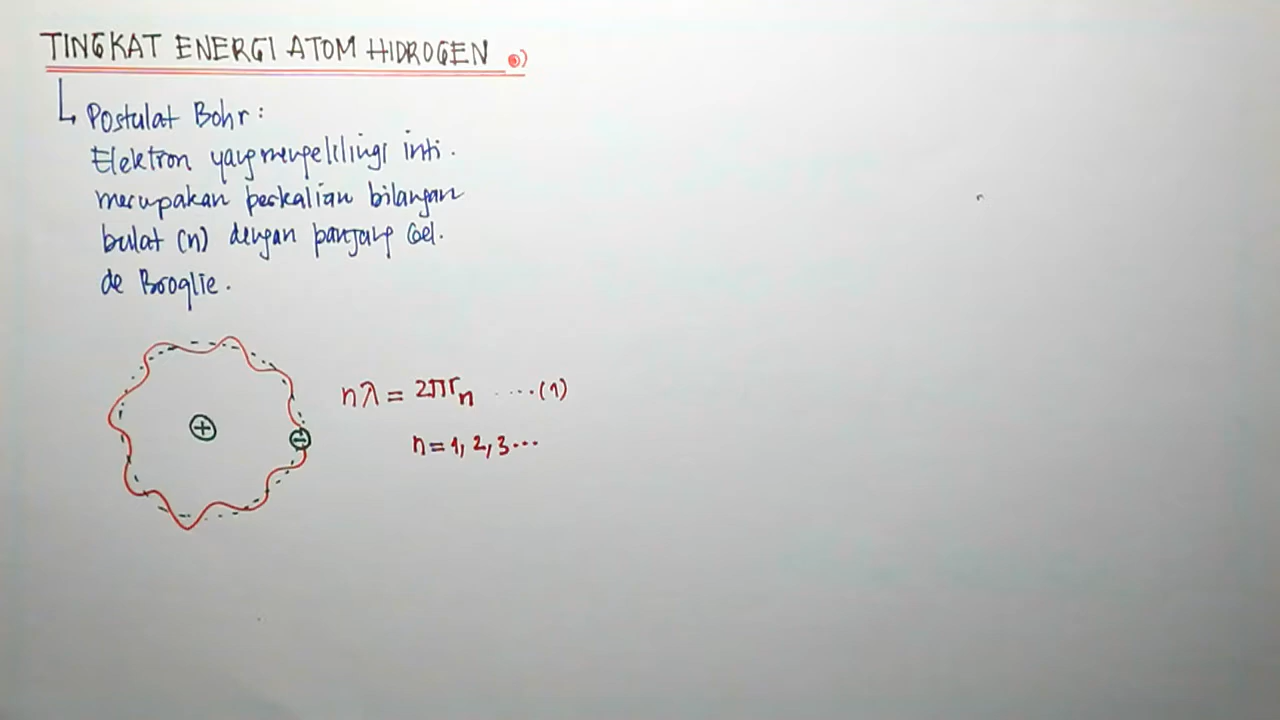 TINGKAT ENERGI ATOM HIDROGEN
Postulat Bohr :
Elektron yang mengelilingi inti.
merupakan perkalian bilangan
bulat (n) dengan panjang Gel.
de Broglie.
nλ = 2πrₙ ....(1)
n = 1, 2, 3...
+
−